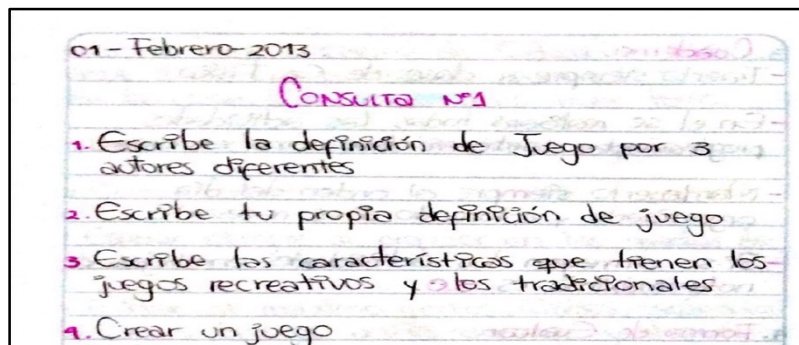 01-Febrero-2013
CONSULTA Nº1
1. Escribe la definición de Juego por 3
autores diferentes
2. Escribe tu propia definición de juego
3 Escribe las características que tienen los
juegos recreativos y los tradicionales
4. Crear un juego